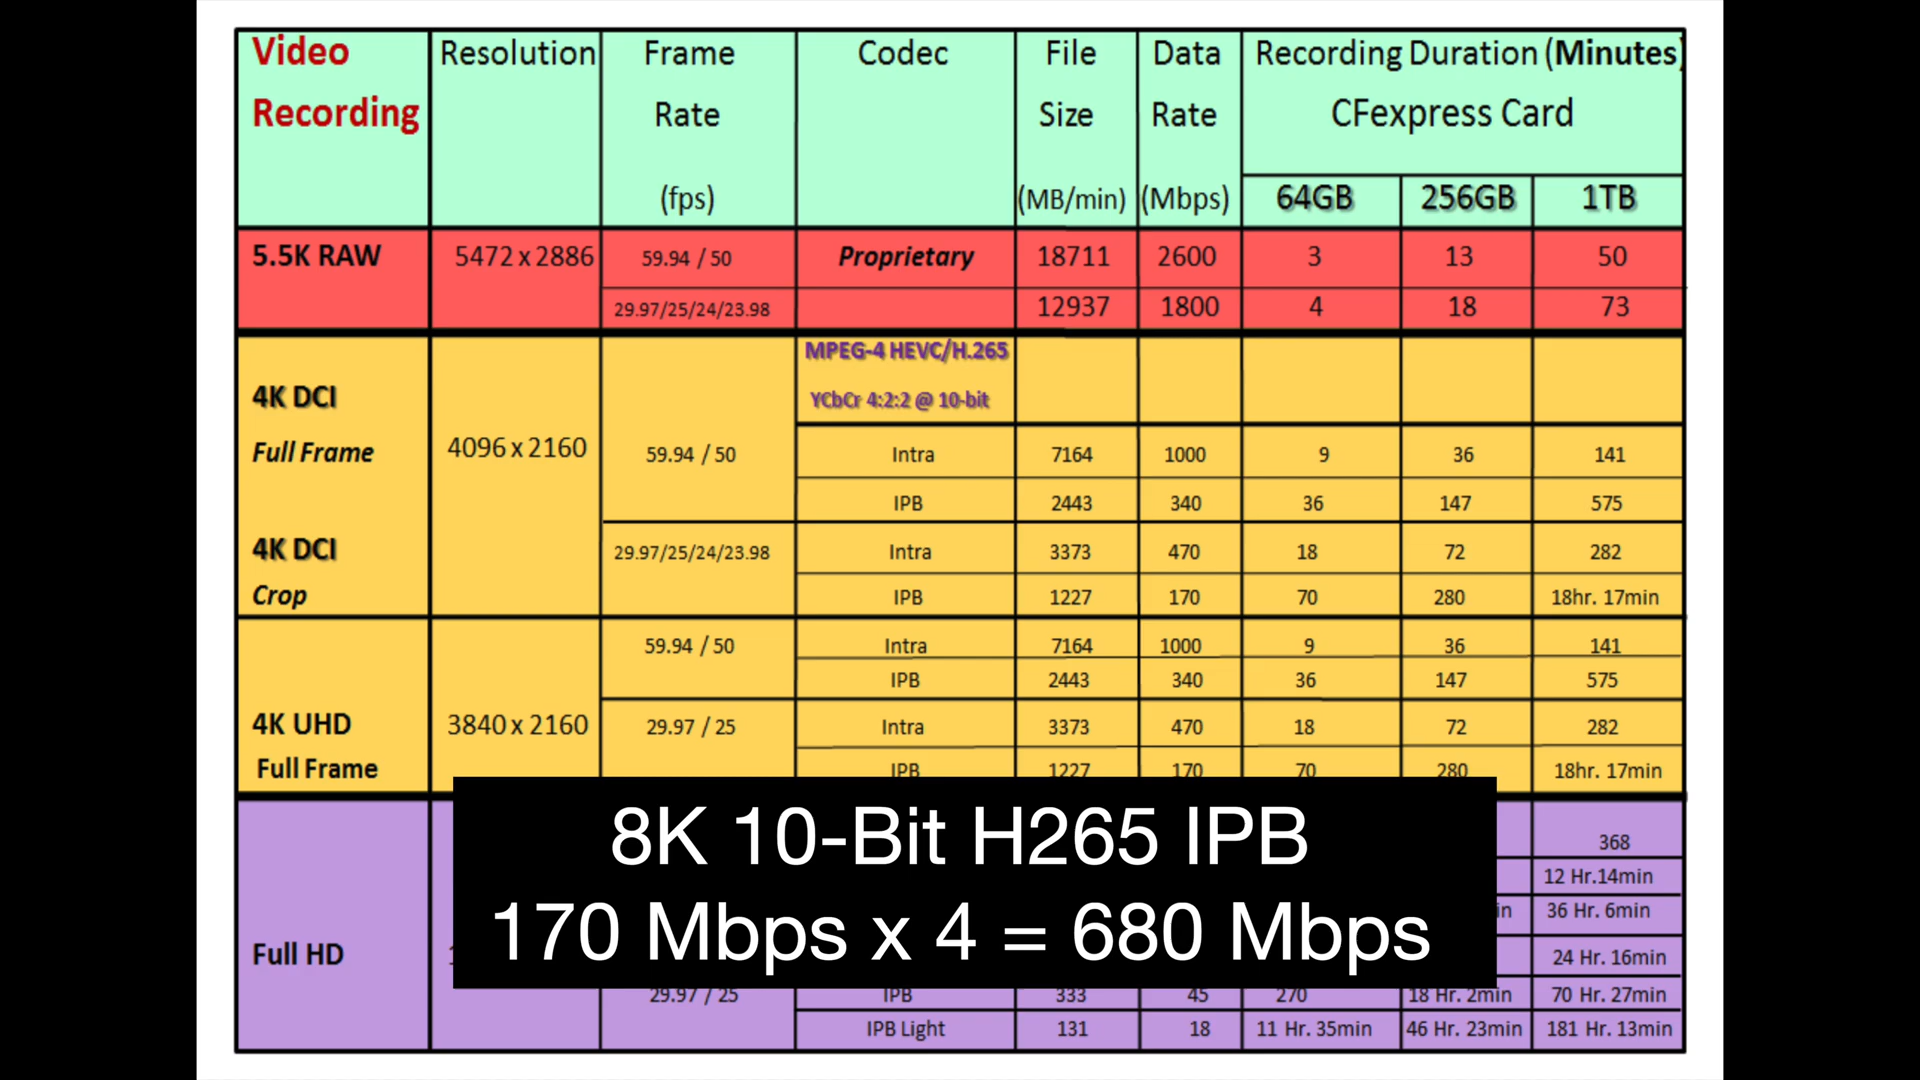 Video Resolution Frame Codec File Data Recording Duration (Minutes)
Recording Rate Size Rate CFexpress Card
(fps) (MB/min) (Mbps) 64GB 256GB 1TB
5.5K RAW 5472 x 2886 59.94 / 50 Proprietary 18711 2600 3 13 50
29.97/25/24/23.98 12937 1800 4 18 73
MPEG-4 HEVC/H.265
4K DCI YCbCr 4:2:2 @ 10-bit
Full Frame 4096 x 2160 59.94 / 50 Intra 7164 1000 9 36 141
IPB 2443 340 36 147 575
4K DCI 29.97/25/24/23.98 Intra 3373 470 18 72 282
Crop IPB 1227 170 70 280 18hr. 17min
59.94 / 50 Intra 7164 1000 9 36 141
IPB 2443 340 36 147 575
4K UHD 3840 x 2160 29.97 / 25 Intra 3373 470 18 72 282
Full Frame IPB 1227 170 70 280 18hr. 17min
8K 10-Bit H265 IPB
170 Mbps x 4 = 680 Mbps
368
12 Hr.14min
36 Hr. 6min
Full HD 24 Hr. 16min
29.97 / 25 IPB 333 45 270 18 Hr. 2min 70 Hr. 27min
IPB Light 131 18 11 Hr. 35min 46 Hr. 23min 181 Hr. 13min